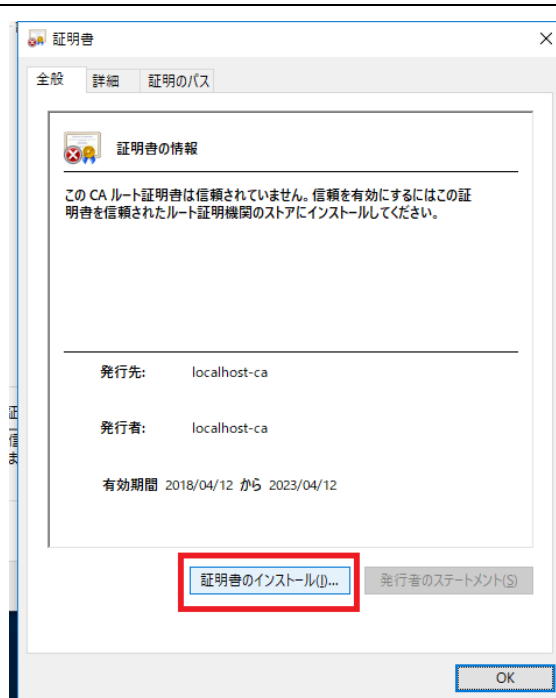 証明書
全般 詳細 証明のパス
証明書の情報
この CA ルート証明書は信頼されていません。信頼を有効にするにはこの証
明書を信頼されたルート証明機関のストアにインストールしてください。
発行先: localhost-ca
発行者: localhost-ca
有効期間 2018/04/12 から 2023/04/12
証明書のインストール(I)... 発行者のステートメント(S)
OK